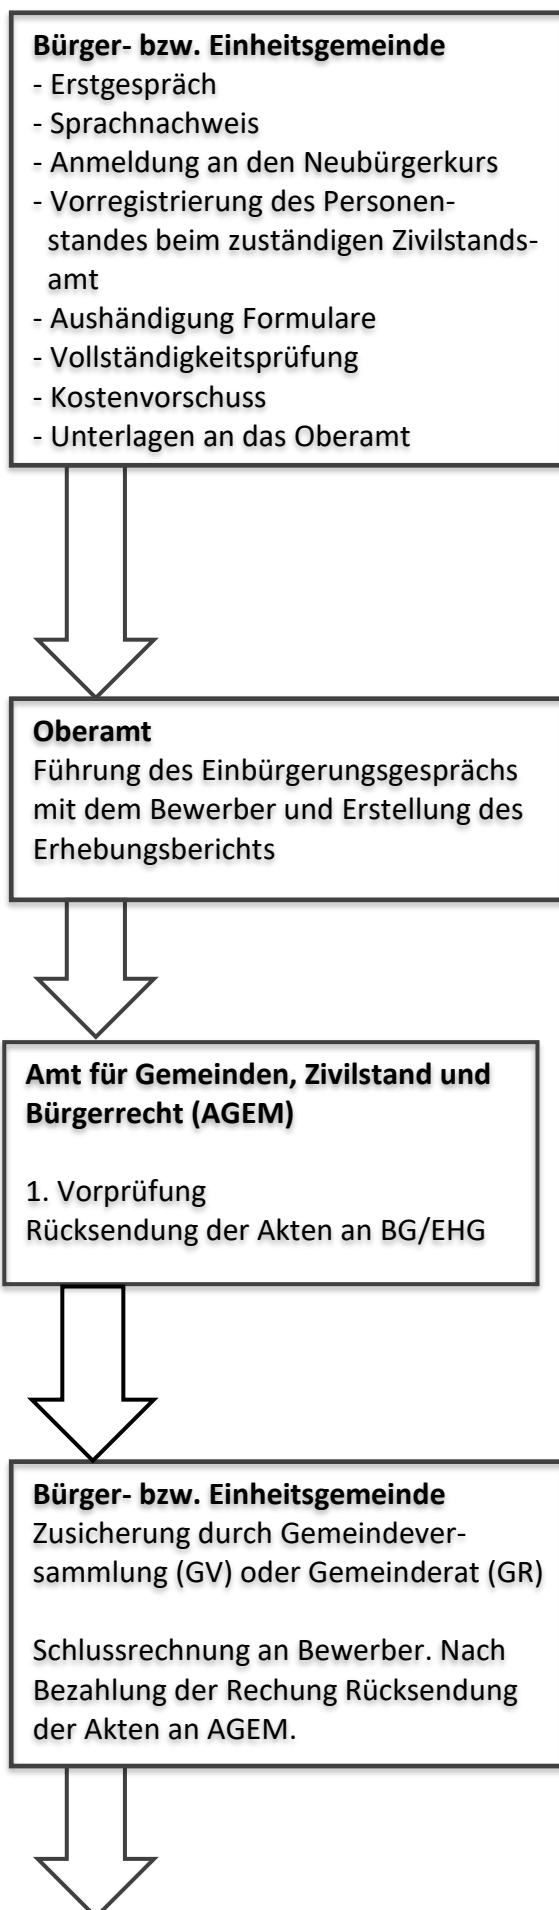 Bürger- bzw. Einheitsgemeinde
- Erstgespräch
- Sprachnachweis
- Anmeldung an den Neubürgerkurs
- Vorregistrierung des Personen-
standes beim zuständigen Zivilstands-
amt
- Aushändigung Formulare
- Vollständigkeitsprüfung
- Kostenvorschuss
- Unterlagen an das Oberamt
Oberamt
Führung des Einbürgerungsgesprächs
mit dem Bewerber und Erstellung des
Erhebungsberichts
Amt für Gemeinden, Zivilstand und
Bürgerrecht (AGEM)
1. Vorprüfung
Rücksendung der Akten an BG/EHG
Bürger- bzw. Einheitsgemeinde
Zusicherung durch Gemeindever-
sammlung (GV) oder Gemeinderat (GR)
Schlussrechnung an Bewerber. Nach
Bezahlung der Rechung Rücksendung
der Akten an AGEM.